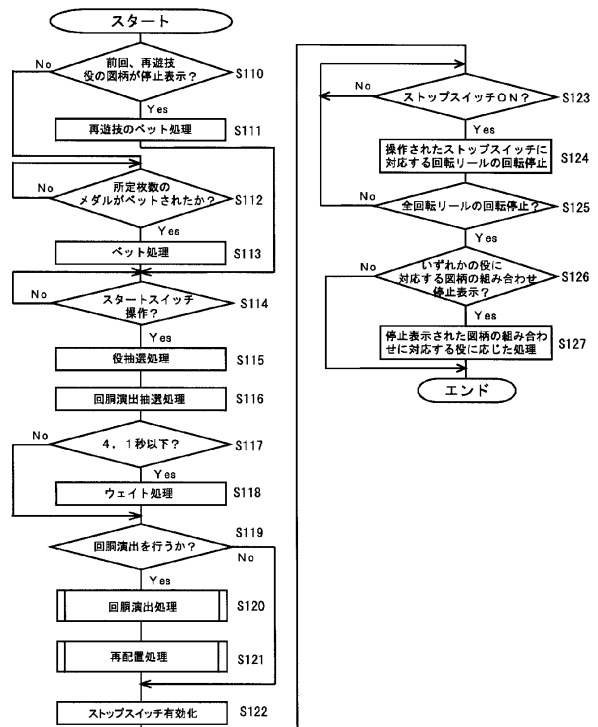 スタート
前回、再遊技
役の図柄が停止表示？
No
S110
Yes
再遊技のベット処理
S111
所定枚数の
メダルがベットされたか？
No
S112
Yes
ベット処理
S113
スタートスイッチ
操作？
No
S114
Yes
役抽選処理
S115
回胴演出抽選処理
S116
No
4．1秒以下？
S117
Yes
ウェイト処理
S118
S119
回胴演出を行うか？
No
Yes
回胴演出処理
S120
再配置処理
S121
ストップスイッチ有効化
S122
No
ストップスイッチON？
S123
Yes
操作されたストップスイッチに
対応する回転リールの回転停止
S124
No
全回転リールの回転停止？
S125
Yes
No
いずれかの役に
対応する図柄の組み合わせ
停止表示？
S126
Yes
停止表示された図柄の組み合わ
せに対応する役に応じた処理
S127
エンド